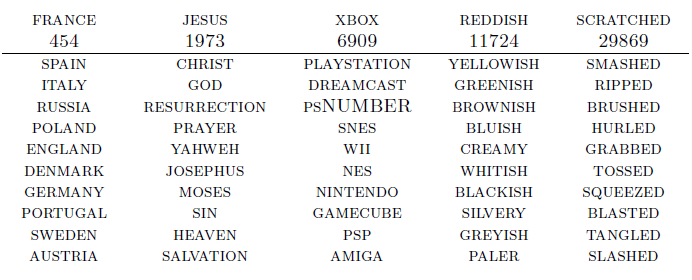 FRANCE JESUS XBOX REDDISH SCRATCHED
454 1973 6909 11724 29869
SPAIN CHRIST PLAYSTATION YELLOWISH SMASHED
ITALY GOD DREAMCAST GREENISH RIPPED
RUSSIA RESURRECTION PSNUMBER BROWNISH BRUSHED
POLAND PRAYER SNES BLUISH HURLED
ENGLAND YAHWEH WII CREAMY GRABBED
DENMARK JOSEPHUS NES WHITISH TOSSED
GERMANY MOSES NINTENDO BLACKISH SQUEEZED
PORTUGAL SIN GAMECUBE SILVERY BLASTED
SWEDEN HEAVEN PSP GREYISH TANGLED
AUSTRIA SALVATION AMIGA PALER SLASHED